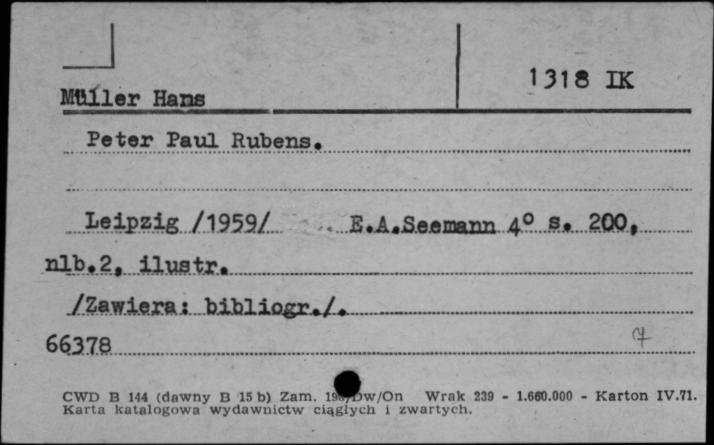 1318 IK
Müller Hans
Peter Paul Rubens.
Leipzig /1959/ E.A.Seemann 4° s. 200,
nlb.2, ilustr.
/Zawiera: bibliogr./.
66378
CWD B 144 (dawny B 15 b) Zam. Dw/On Wrak 239 - 1.660.000 - Karton IV.71.
Karta katalogowa wydawnictw ciągłych i zwartych.